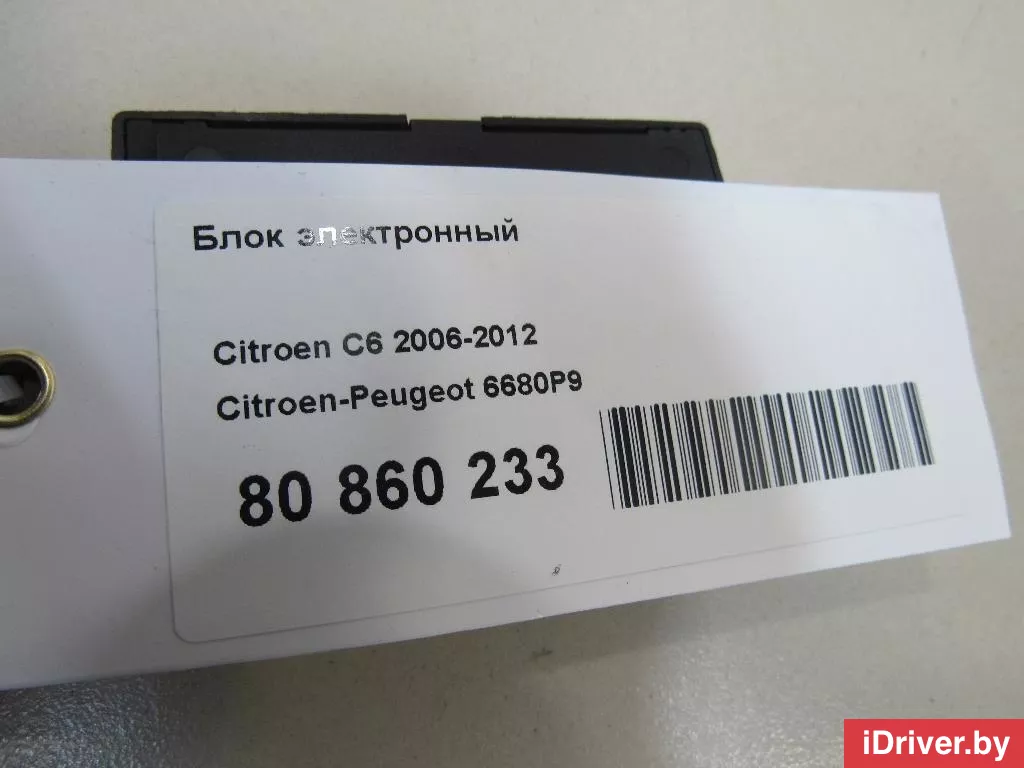 Блок электронный
Citroen C6 2006-2012
Citroen-Peugeot 6680P9
80 860 233
iDriver.by